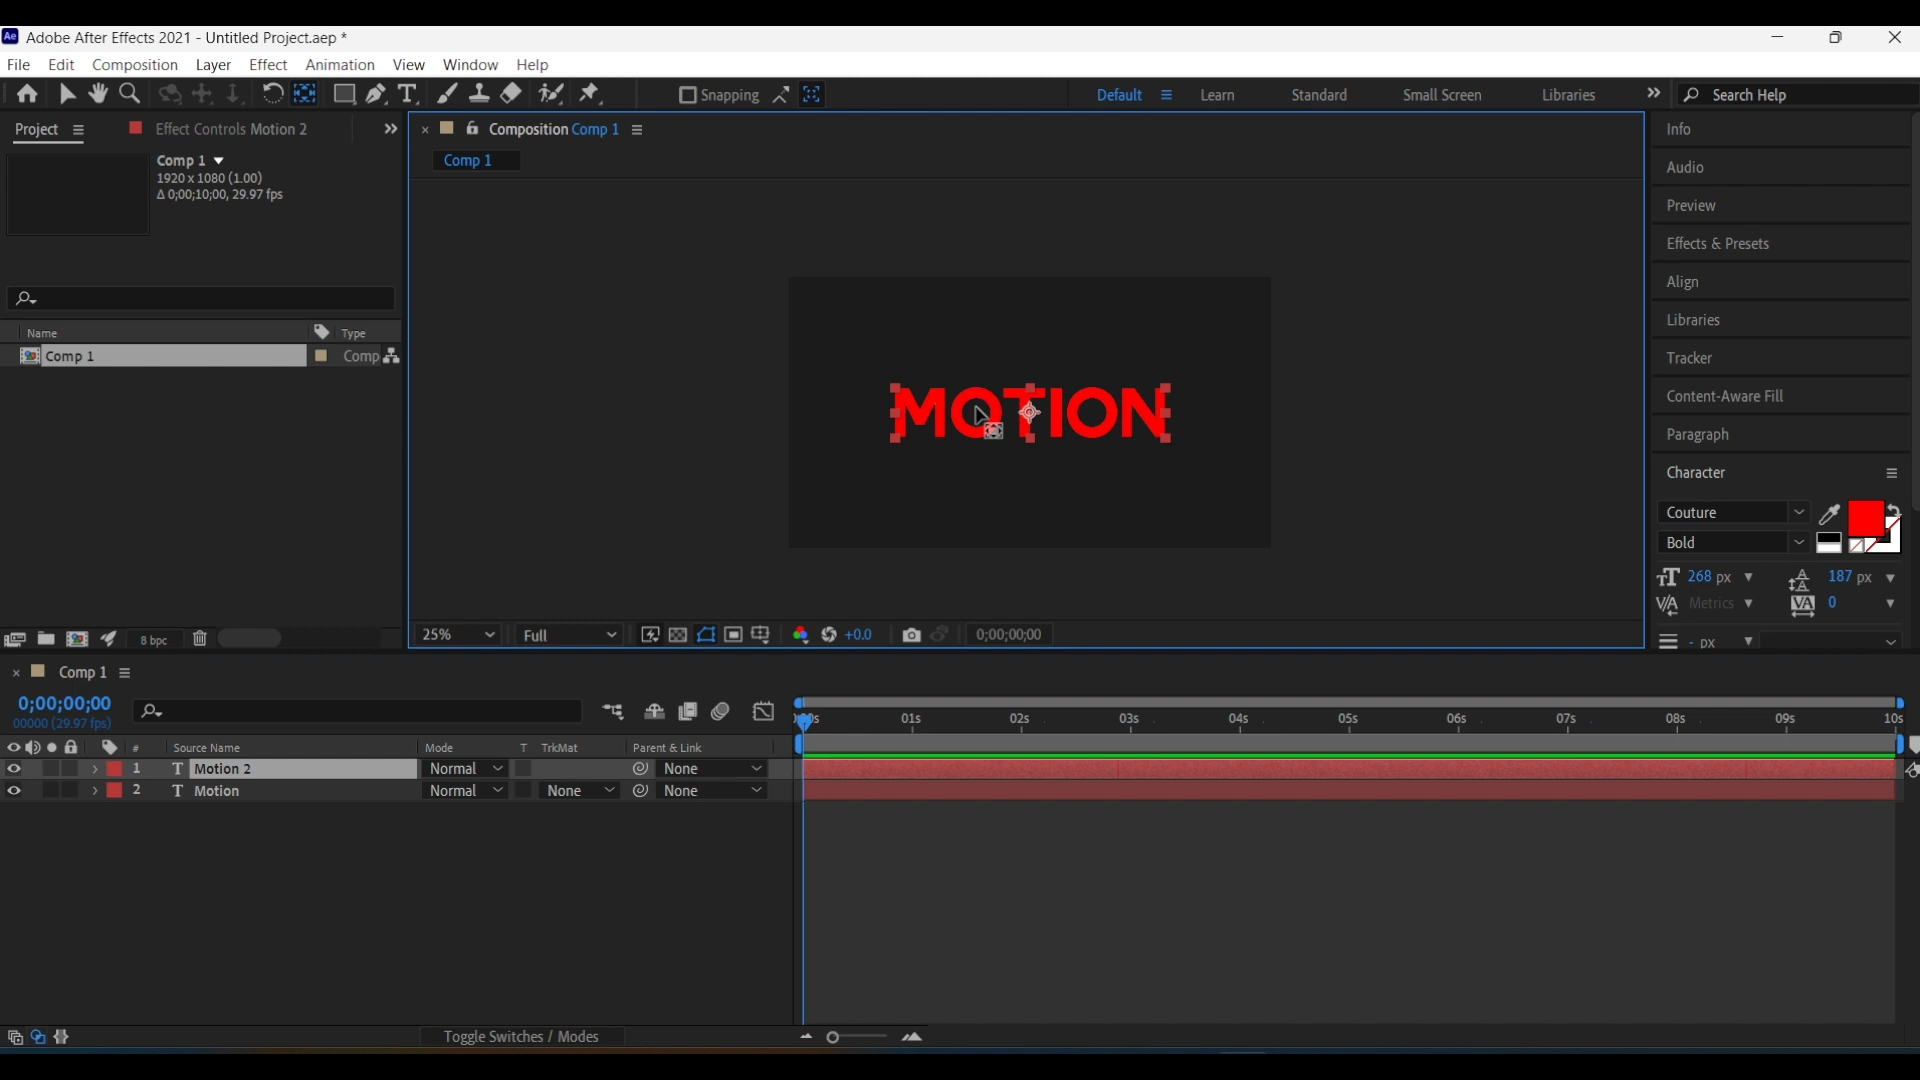 Ae Adobe After Effects 2021 - Untitled Project.aep *
File Edit Composition Layer Effect Animation View Window Help
Snapping Default Learn Standard Small Screen Libraries Search Help
Project Effect Controls Motion 2
Composition Comp 1
Comp 1
Comp 1
1920 x 1080 (1.00)
Δ 0;00;10;00, 29.97 fps
Name Type
Comp 1 Comp
MOTION
Info
Audio
Preview
Effects & Presets
Align
Libraries
Tracker
Content-Aware Fill
Paragraph
Character
Couture
Bold
268 px 187 px
Metrics 0
- px
8 bpc
25% Full +0.0 0;00;00;00
Comp 1
0;00;00;00
00000 (29.97 fps)
01s 02s 03s 04s 05s 06s 07s 08s 09s 10s
# Source Name Mode T TrkMat Parent & Link
1 T Motion 2 Normal None
2 T Motion Normal None None
Toggle Switches / Modes